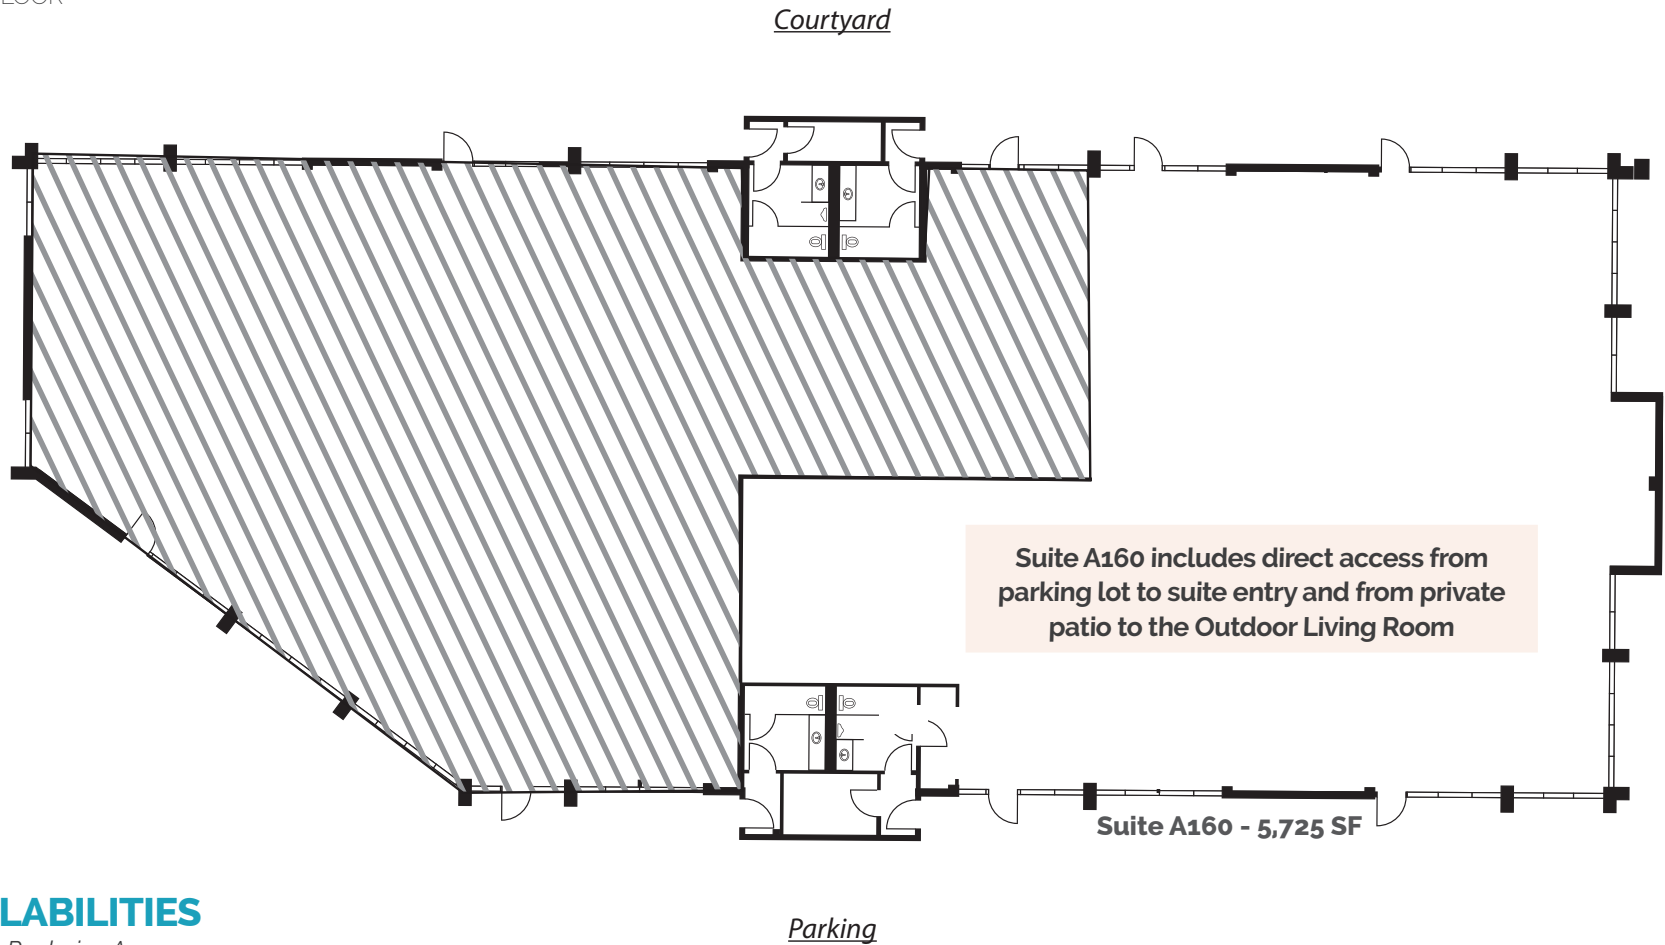 Courtyard
Suite A160 includes direct access from
parking lot to suite entry and from private
patio to the Outdoor Living Room
Suite A160 - 5,725 SF
LABILITIES
Parking